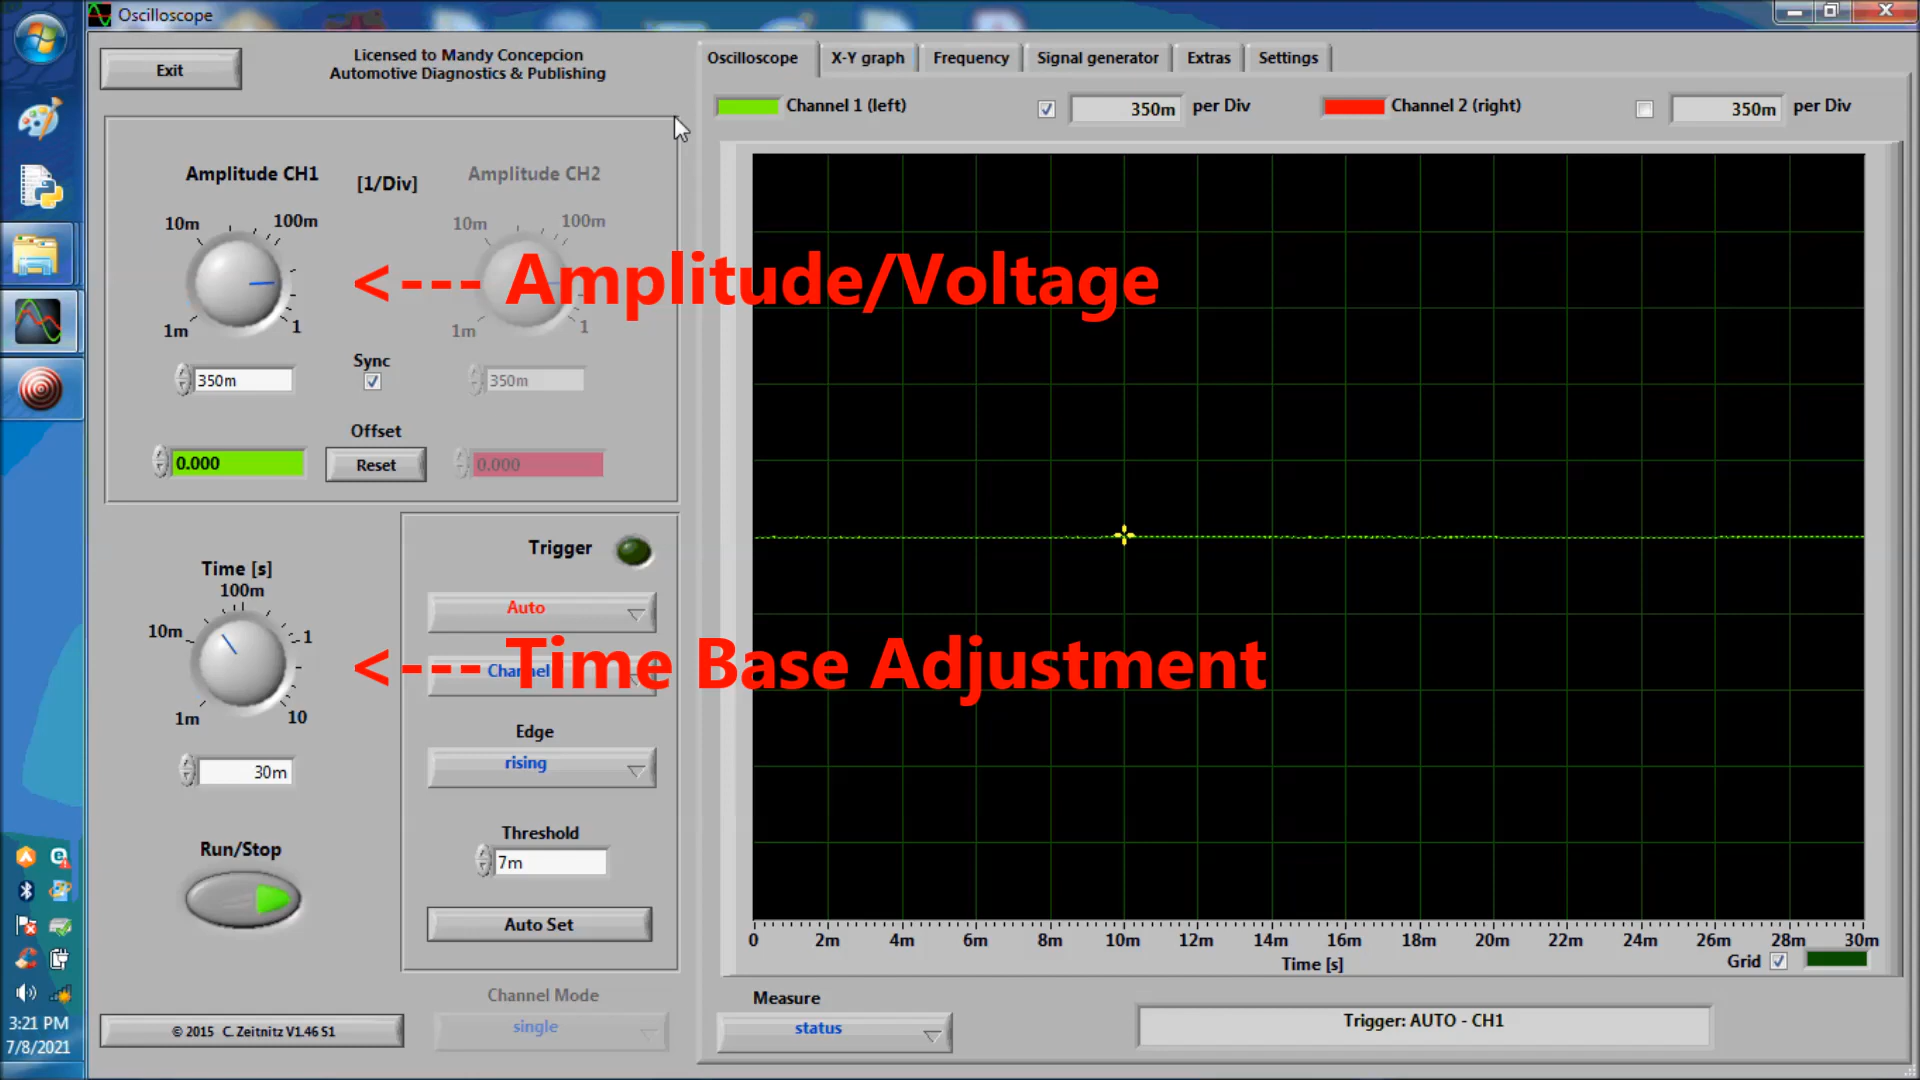 Oscilloscope
Exit
Licensed to Mandy Concepcion
Automotive Diagnostics & Publishing
Oscilloscope
X-Y graph
Frequency
Signal generator
Extras
Settings
Channel 1 (left)
350m
per Div
Channel 2 (right)
350m
per Div
Amplitude CH1
[1/Div]
Amplitude CH2
10m
100m
1m
1
10m
100m
1m
1
<--- Amplitude/Voltage
350m
Sync
350m
Offset
0.000
Reset
0.000
Time [s]
100m
10m
1
1m
10
30m
<--- Time Base Adjustment
Trigger
Auto
Channel
Edge
rising
Threshold
7m
Auto Set
Run/Stop
Channel Mode
single
© 2015 C. Zeitnitz V1.46 S1
0 2m 4m 6m 8m 10m 12m 14m 16m 18m 20m 22m 24m 26m 28m 30m
Time [s]
Grid
Measure
status
Trigger: AUTO - CH1
3:21 PM
7/8/2021